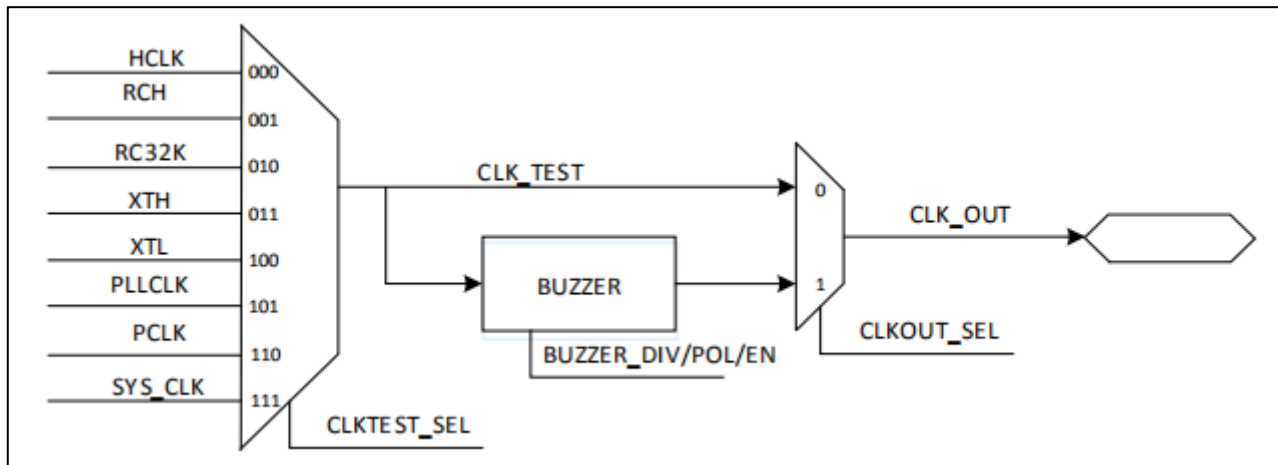 HCLK
000
RCH
001
RC32K
010
XTH
011
XTL
100
PLLCLK
101
PCLK
110
SYS_CLK
111
CLKTEST_SEL
CLK_TEST
BUZZER
BUZZER_DIV/POL/EN
0
1
CLKOUT_SEL
CLK_OUT